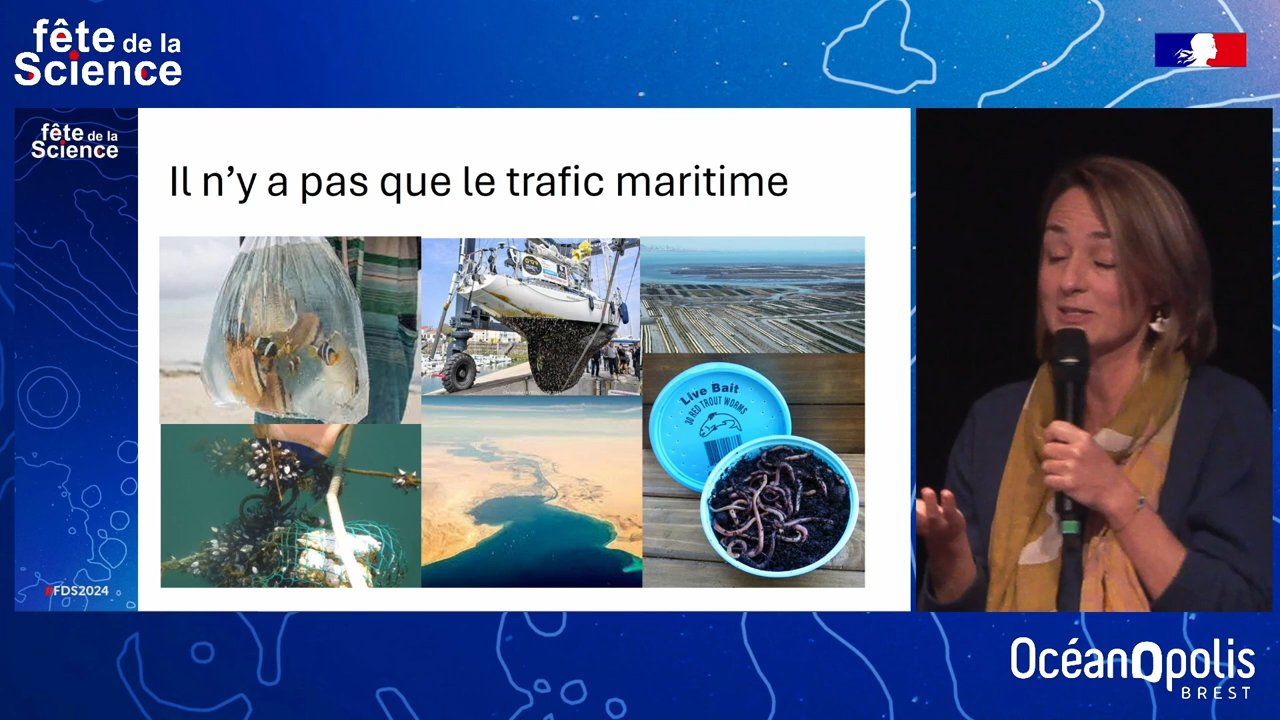 fête de la
Science
fête de la
Science
Il n’y a pas que le trafic maritime
Live Bait
30 RED TROUT WORMS
#FDS2024
OcéanOpolis
BREST